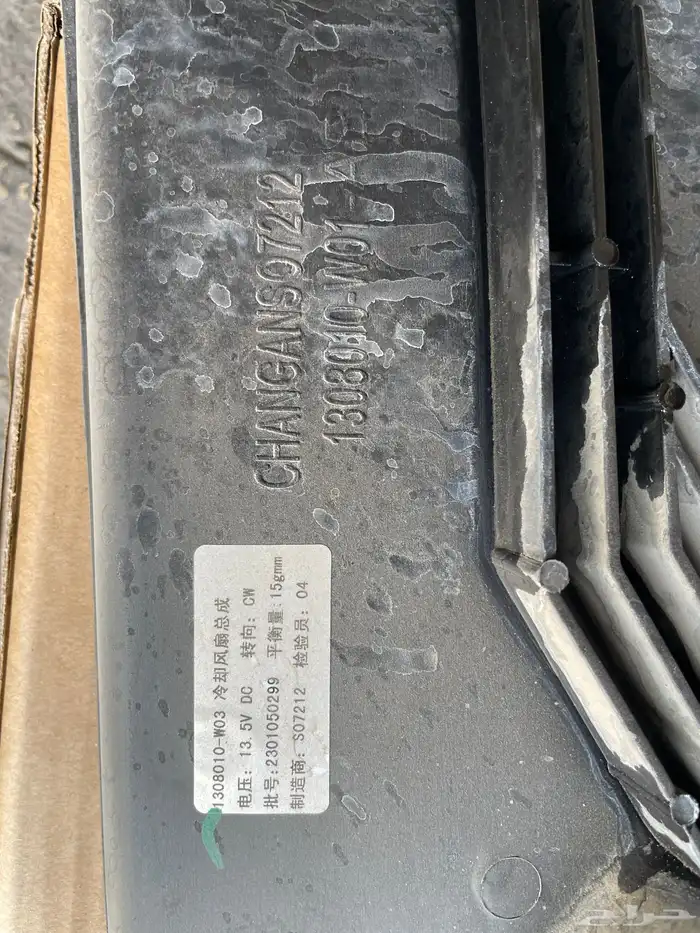 CHANGANS07212
1308010-W01
1308010-W03 冷却风扇总成
电压: 13.5V DC 转向: CW
批号:2301050299 平衡量:15gmm
制造商: S07212 检验员: 04
حراج